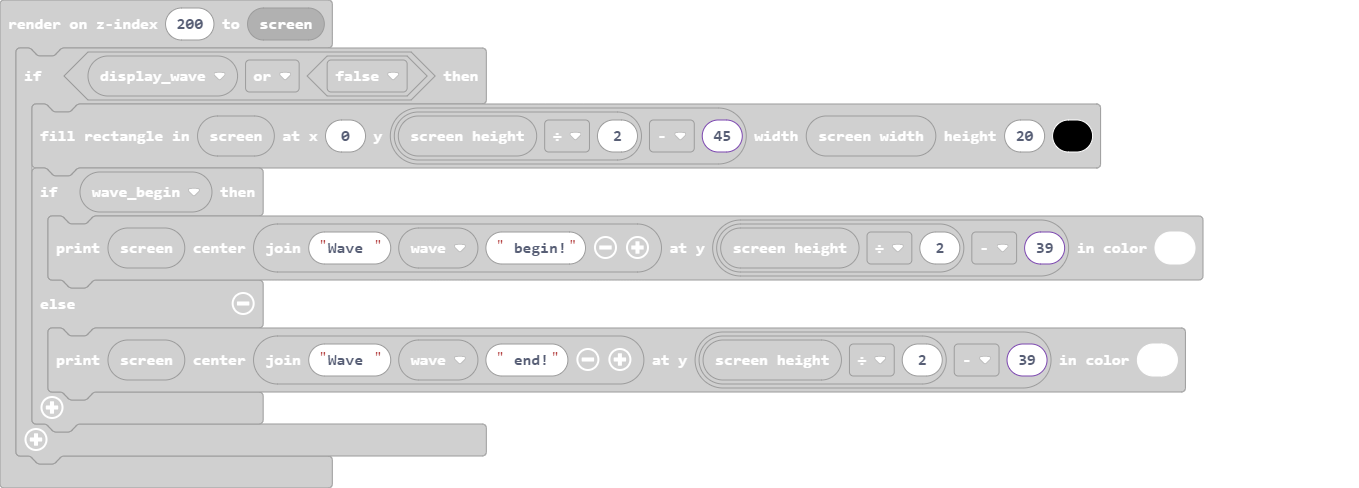 render on z-index 200 to screen
if display_wave or false then
fill rectangle in screen at x 0 y screen height ÷ 2 - 45 width screen width height 20
if wave_begin then
print screen center join "Wave " wave " begin!" at y screen height ÷ 2 - 39 in color
else
print screen center join "Wave " wave " end!" at y screen height ÷ 2 - 39 in color